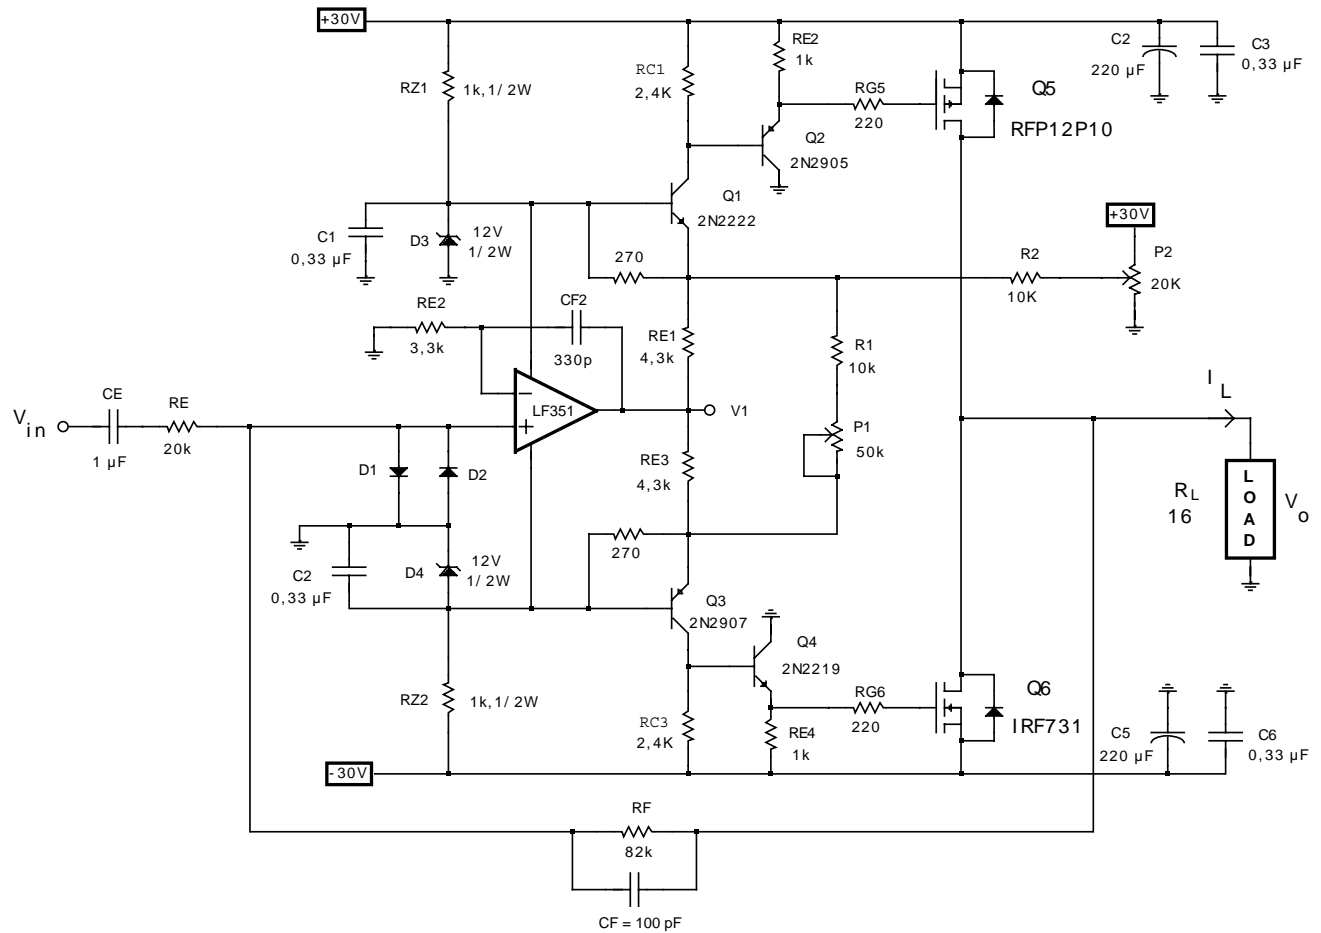 +30V
RZ1
1k,1/2W
RC1
2,4K
RE2
1k
RG5
220
Q5
RFP12P10
C2
220 µF
C3
0,33 µF
Q2
2N2905
Q1
2N2222
C1
0,33 µF
D3
12V
1/2W
270
R2
10K
+30V
P2
20K
RE2
3,3k
CF2
330p
RE1
4,3k
R1
10k
Vin
CE
1 µF
RE
20k
LF351
V1
P1
50k
IL
D1
D2
RE3
4,3k
RL
16
LOAD
Vo
C2
0,33 µF
D4
12V
1/2W
270
Q3
2N2907
Q4
2N2219
RZ2
1k,1/2W
RC3
2,4K
RE4
1k
RG6
220
Q6
IRF731
C5
220 µF
C6
0,33 µF
-30V
RF
82k
CF = 100 pF